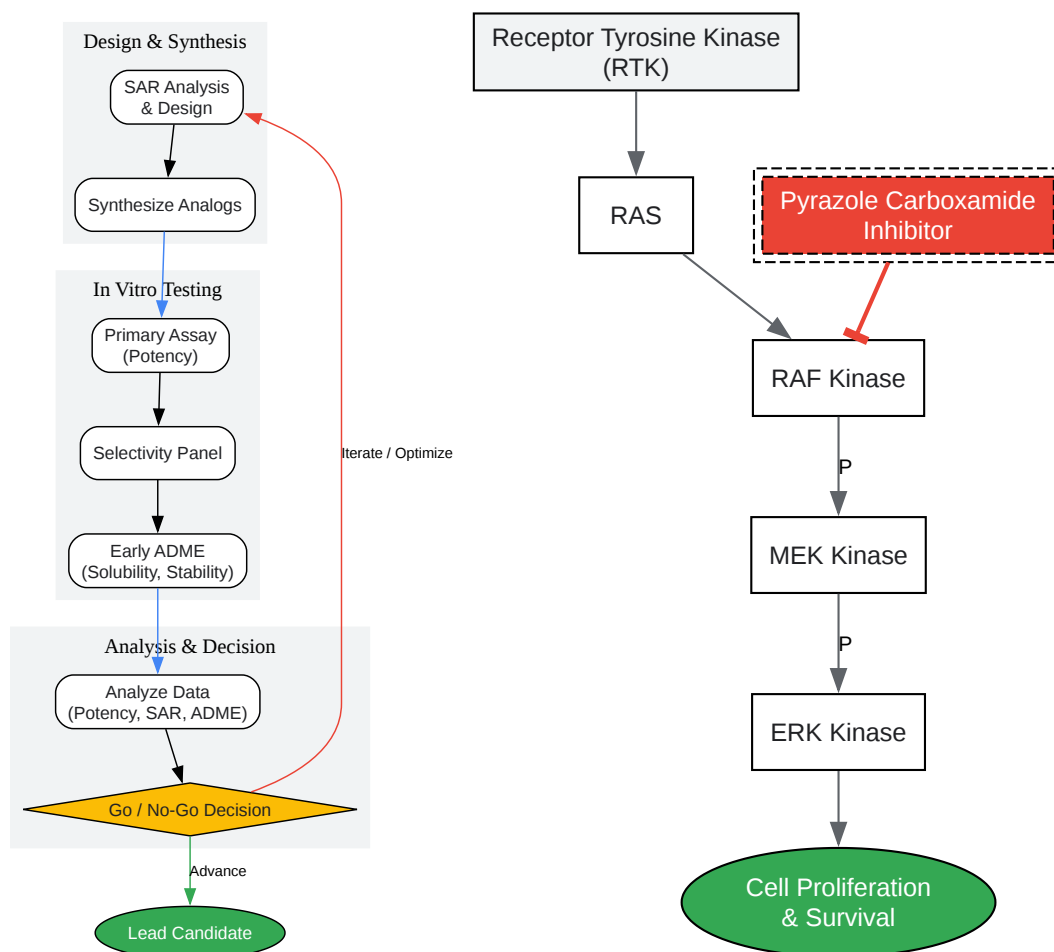 Design & Synthesis
SAR Analysis
& Design
Synthesize Analogs
In Vitro Testing
Primary Assay
(Potency)
Selectivity Panel
Iterate / Optimize
Early ADME
(Solubility, Stability)
Analysis & Decision
Analyze Data
(Potency, SAR, ADME)
Go / No-Go Decision
Advance
Lead Candidate
Receptor Tyrosine Kinase
(RTK)
RAS
Pyrazole Carboxamide
Inhibitor
RAF Kinase
P
MEK Kinase
P
ERK Kinase
Cell Proliferation
& Survival